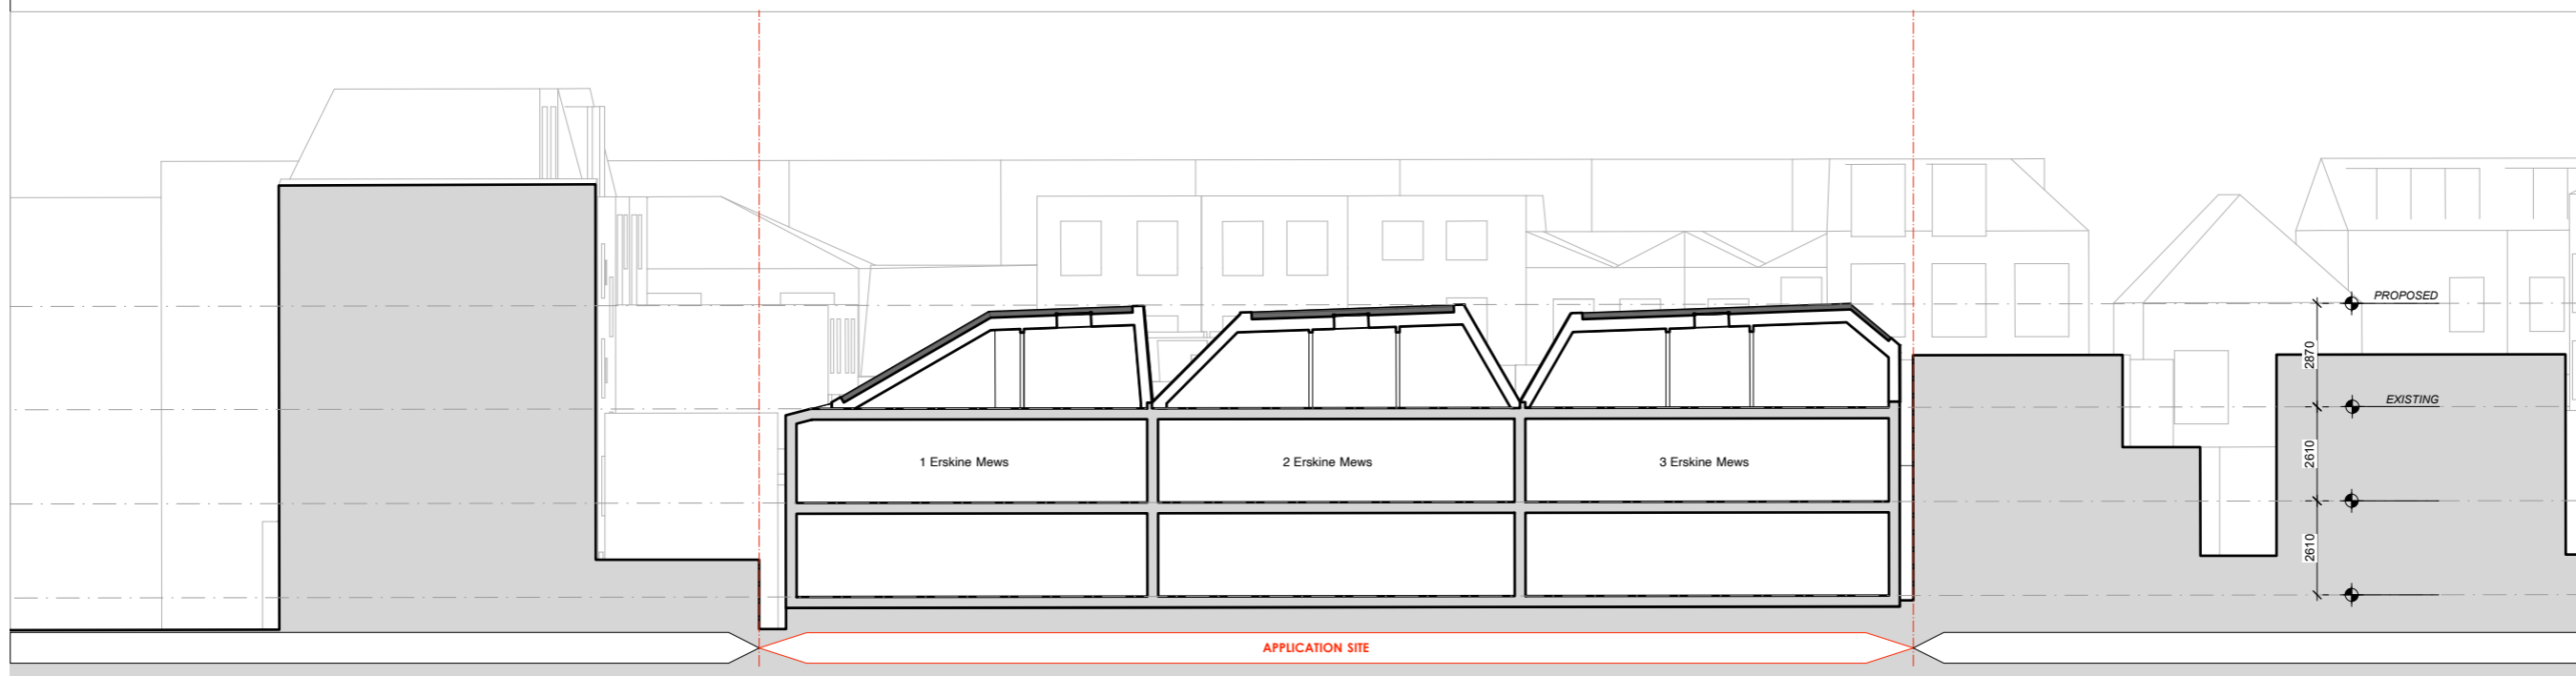 PROPOSED
2870
EXISTING
1 Erskine Mews
2 Erskine Mews
3 Erskine Mews
2610
2610
APPLICATION SITE